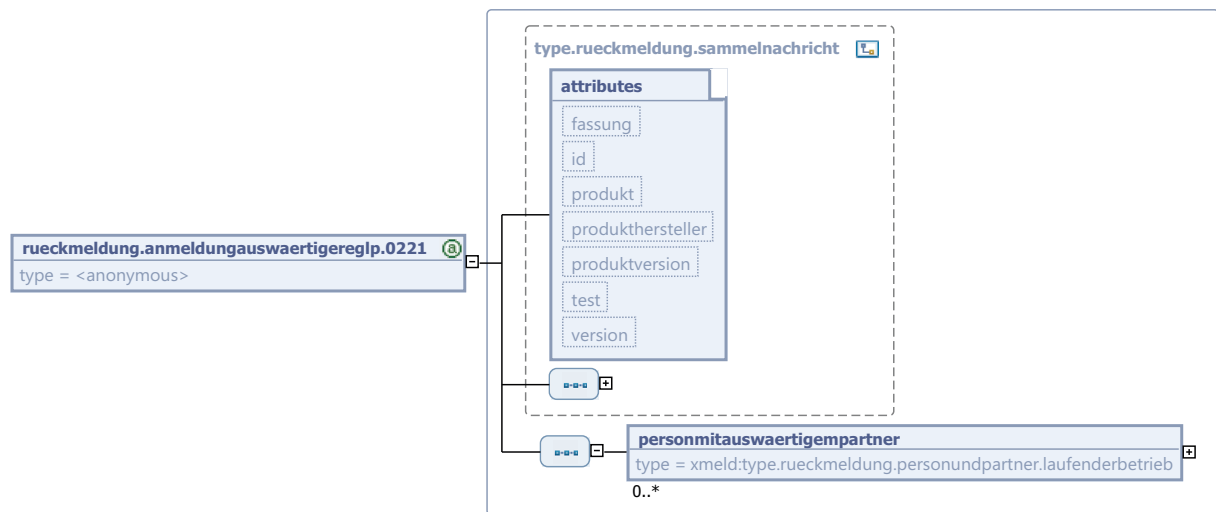 type.rueckmeldung.sammelnachricht
attributes
fassung
id
produkt
produkthersteller
produktversion
test
version
rueckmeldung.anmeldungauswaertigereglp.0221
type = <anonymous>
personmitauswaertigempartner
type = xmeld:type.rueckmeldung.personundpartner.laufenderbetrieb
0..*